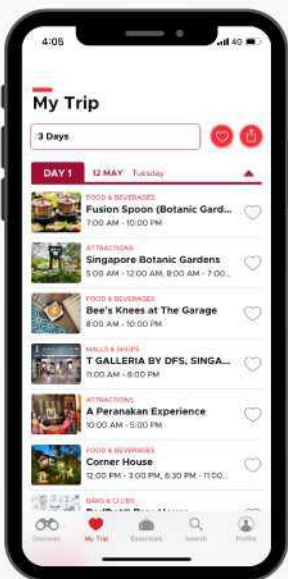 4:05
40
My Trip
3 Days
DAY 1 12 MAY Tuesday
FOOD & BEVERAGES
Fusion Spoon (Botanic Gard...
7:00 AM - 10:00 PM
ATTRACTIONS
Singapore Botanic Gardens
5:00 AM - 12:00 AM, 8:00 AM - 7:00...
FOOD & BEVERAGES
Bee's Knees at The Garage
8:00 AM - 10:00 PM
MALLS & SHOPS
T GALLERIA BY DFS, SINGA...
11:00 AM - 8:00 PM
ATTRACTIONS
A Peranakan Experience
10:00 AM - 5:00 PM
FOOD & BEVERAGES
Corner House
12:00 PM - 3:00 PM, 6:30 PM - 11:00...
BARS & CLUBS
Discover My Trip Essentials Search Profile